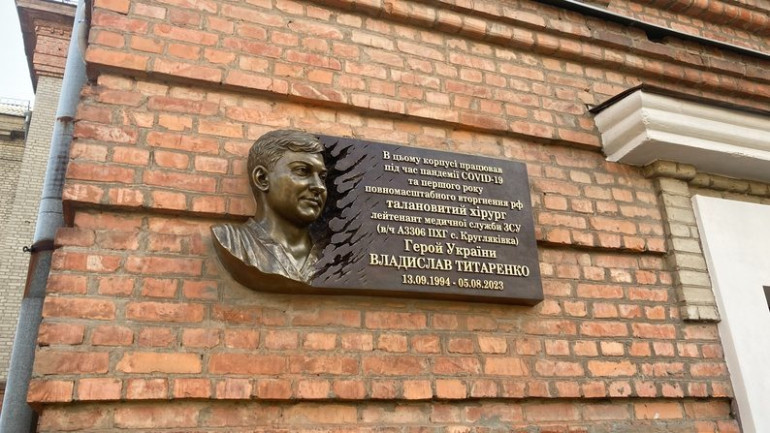 В цьому корпусі працював
під час пандемії COVID-19
та першого року
повномасштабного вторгнення рф
талановитий хірург
лейтенант медичної служби ЗСУ
(в/ч А3306 ПХГ с. Кругляківка)
Герой України
ВЛАДИСЛАВ ТИТАРЕНКО
13.09.1994 - 05.08.2023